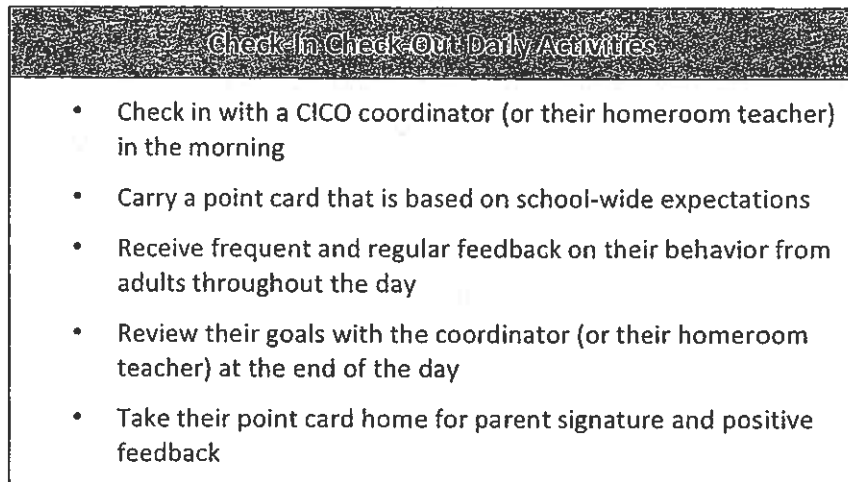 Check-In Check-Out Daily Activities
• Check in with a CICO coordinator (or their homeroom teacher)
in the morning
• Carry a point card that is based on school-wide expectations
• Receive frequent and regular feedback on their behavior from
adults throughout the day
• Review their goals with the coordinator (or their homeroom
teacher) at the end of the day
• Take their point card home for parent signature and positive
feedback